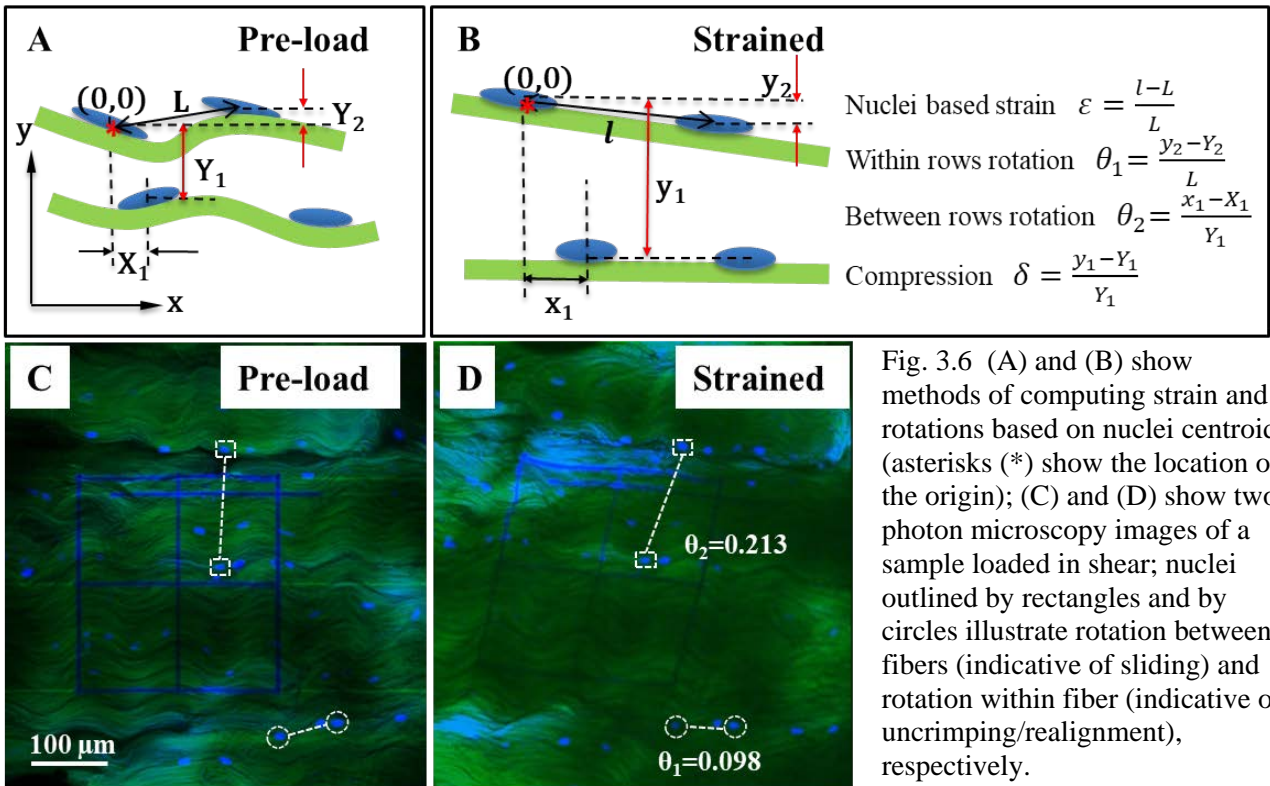 A Pre-load
(0,0) L Y₂
y Y₁
X₁
x
B Strained
(0,0) y₂
l
y₁
x₁
Nuclei based strain ε = (l−L)/L
Within rows rotation θ₁ = (y₂−Y₂)/L
Between rows rotation θ₂ = (x₁−X₁)/Y₁
Compression δ = (y₁−Y₁)/Y₁
C Pre-load
100 μm
D Strained
θ₂=0.213
θ₁=0.098
Fig. 3.6 (A) and (B) show
methods of computing strain and
rotations based on nuclei centroid
(asterisks (*) show the location o
the origin); (C) and (D) show two
photon microscopy images of a
sample loaded in shear; nuclei
outlined by rectangles and by
circles illustrate rotation between
fibers (indicative of sliding) and
rotation within fiber (indicative o
uncrimping/realignment),
respectively.